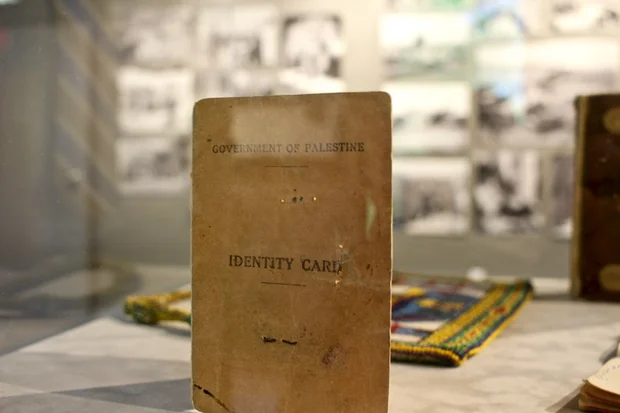 GOVERNMENT OF PALESTINE
IDENTITY CARD